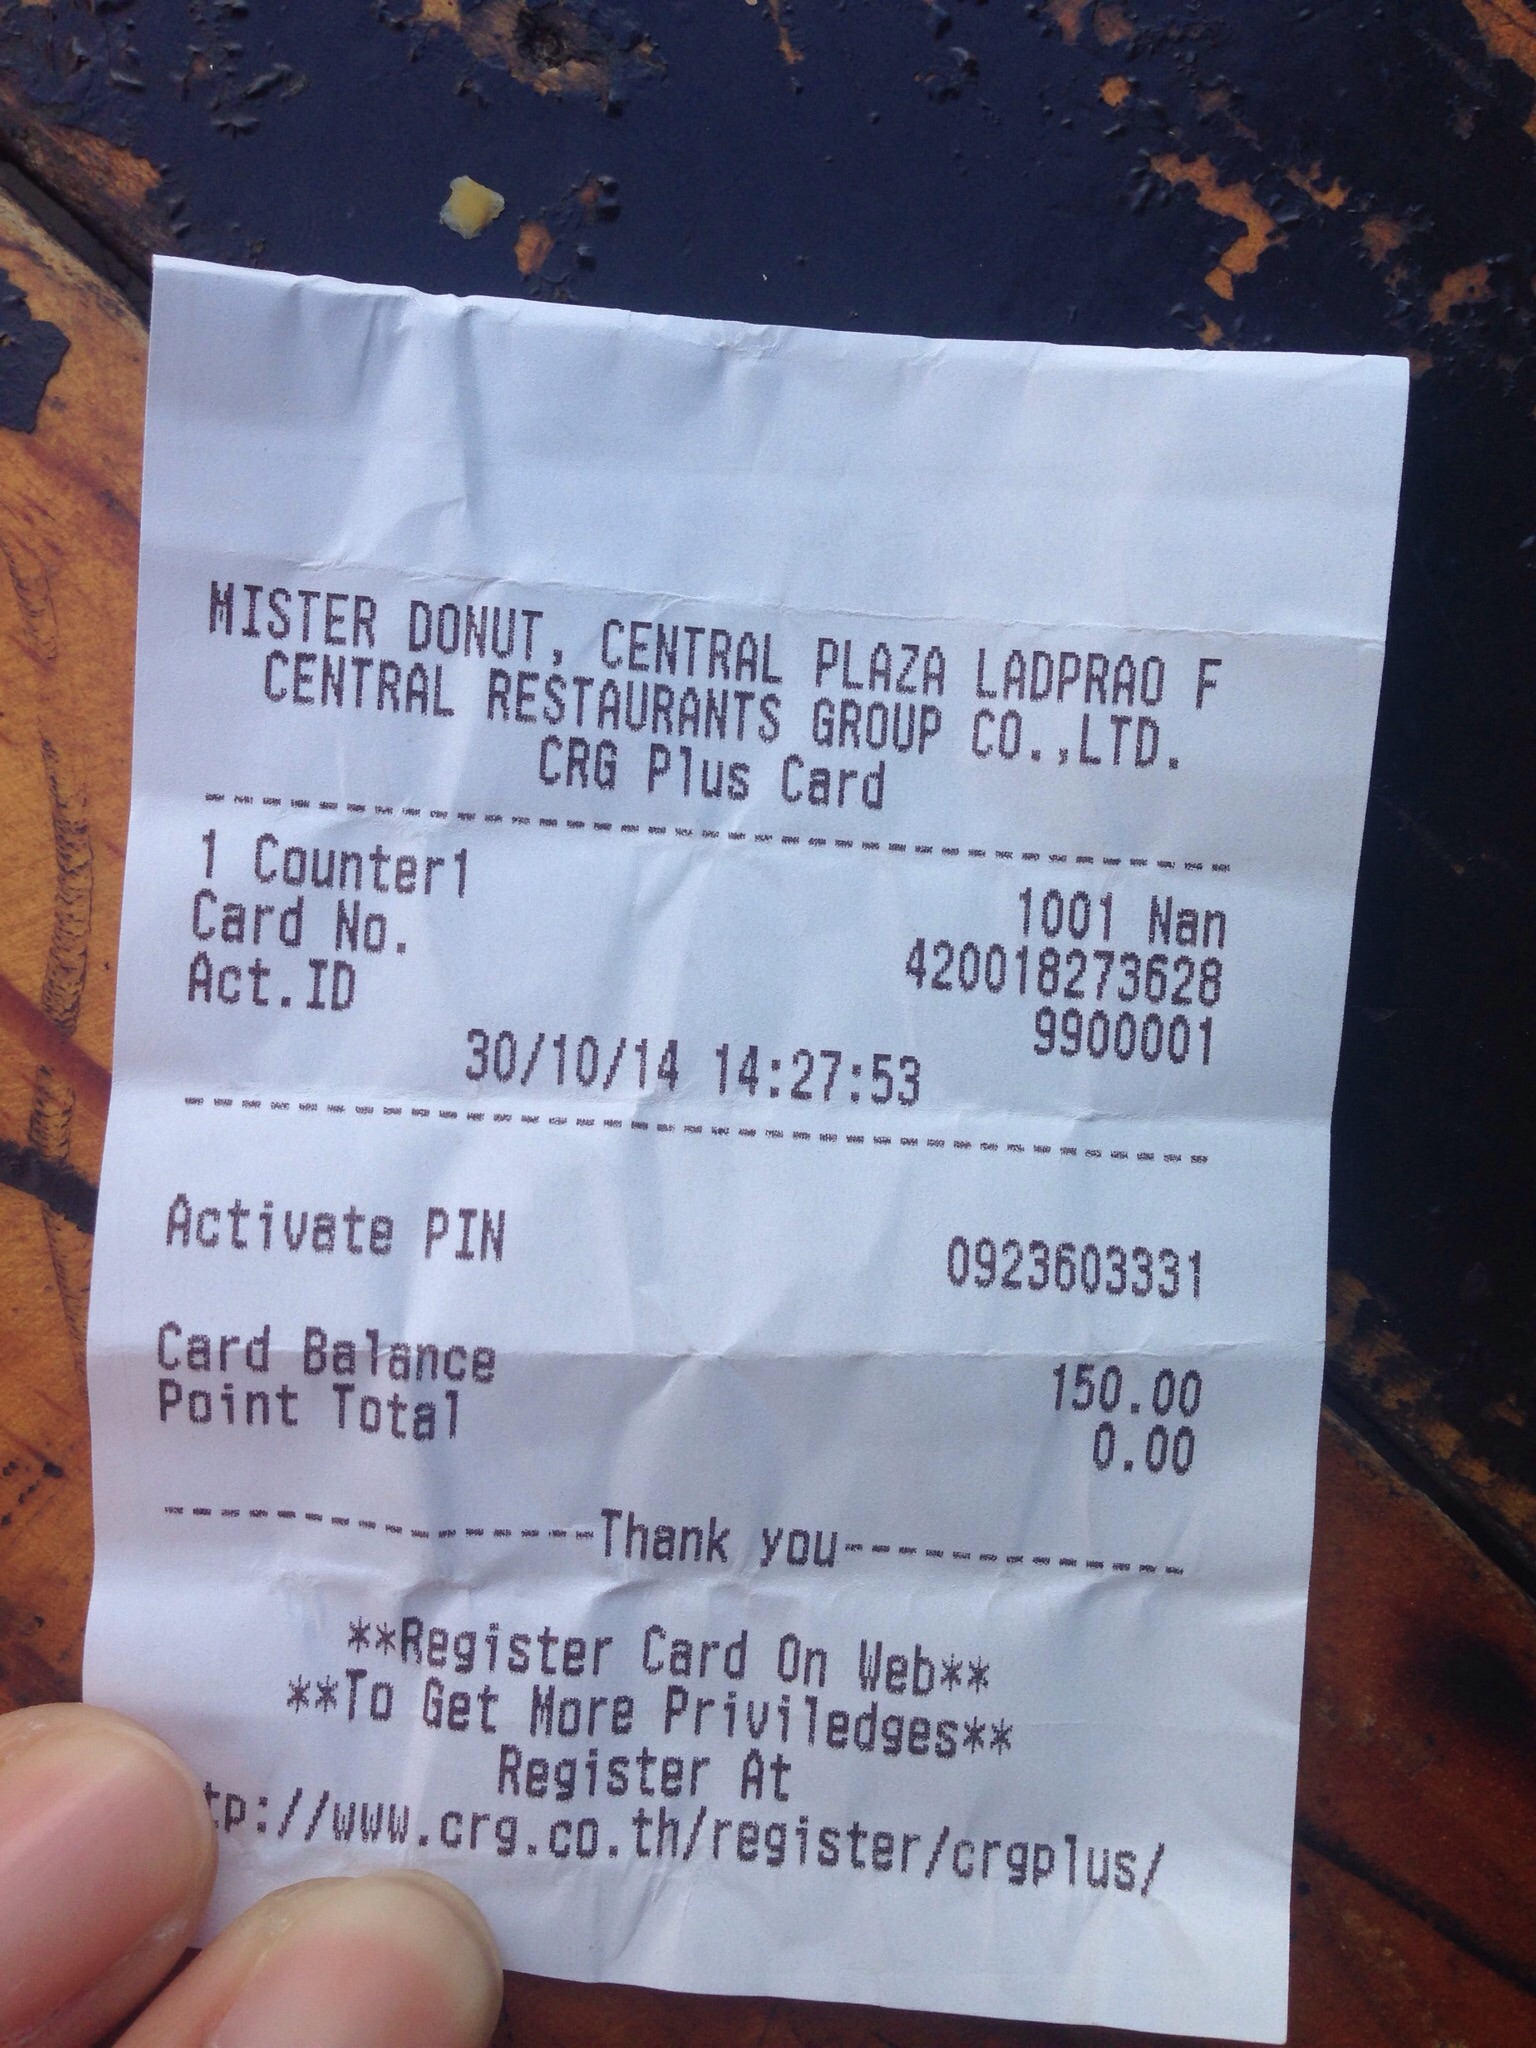 MISTER DONUT, CENTRAL PLAZA LADPRAO F
CENTRAL RESTAURANTS GROUP CO.,LTD.
CRG Plus Card
--------------------------------------
1 Counter1 1001 Nan
Card No. 420018273628
Act.ID 9900001
30/10/14 14:27:53
--------------------------------------
Activate PIN 0923603331
Card Balance 150.00
Point Total 0.00
----------------Thank you-------------
**Register Card On Web**
**To Get More Priviledges**
Register At
tp://www.crg.co.th/register/crgplus/